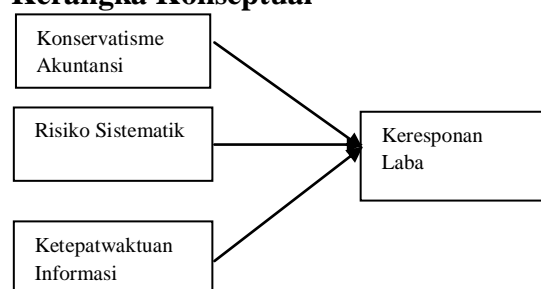 Kerangka Konseptual
Konservatisme
Akuntansi
Risiko Sistematik
Keresponan
Laba
Ketepatwaktuan
Informasi